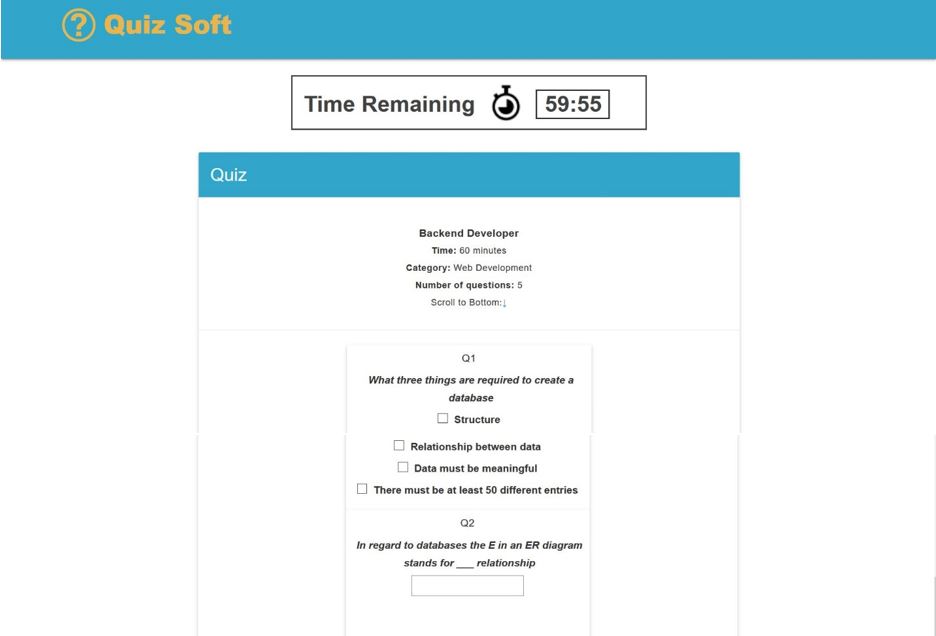 Quiz Soft
Time Remaining 59:55
Quiz
Backend Developer
Time: 60 minutes
Category: Web Development
Number of questions: 5
Scroll to Bottom:↓
Q1
What three things are required to create a
database
Structure
Relationship between data
Data must be meaningful
There must be at least 50 different entries
Q2
In regard to databases the E in an ER diagram
stands for ___ relationship